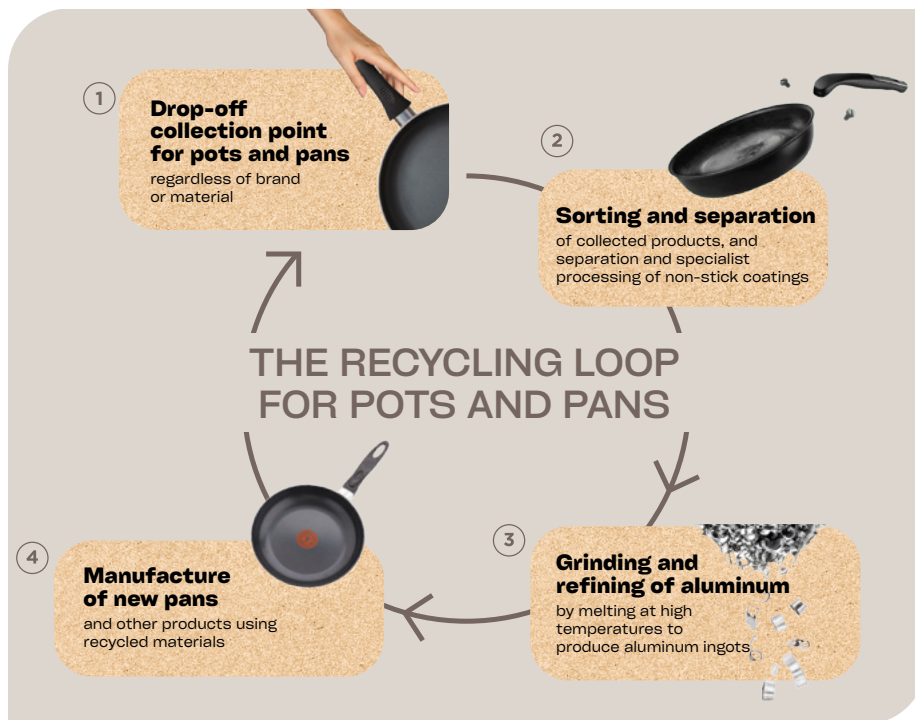 1
Drop-off
collection point
for pots and pans
regardless of brand
or material
2
Sorting and separation
of collected products, and
separation and specialist
processing of non-stick coatings
THE RECYCLING LOOP
FOR POTS AND PANS
3
Grinding and
refining of aluminum
by melting at high
temperatures to
produce aluminum ingots
4
Manufacture
of new pans
and other products using
recycled materials